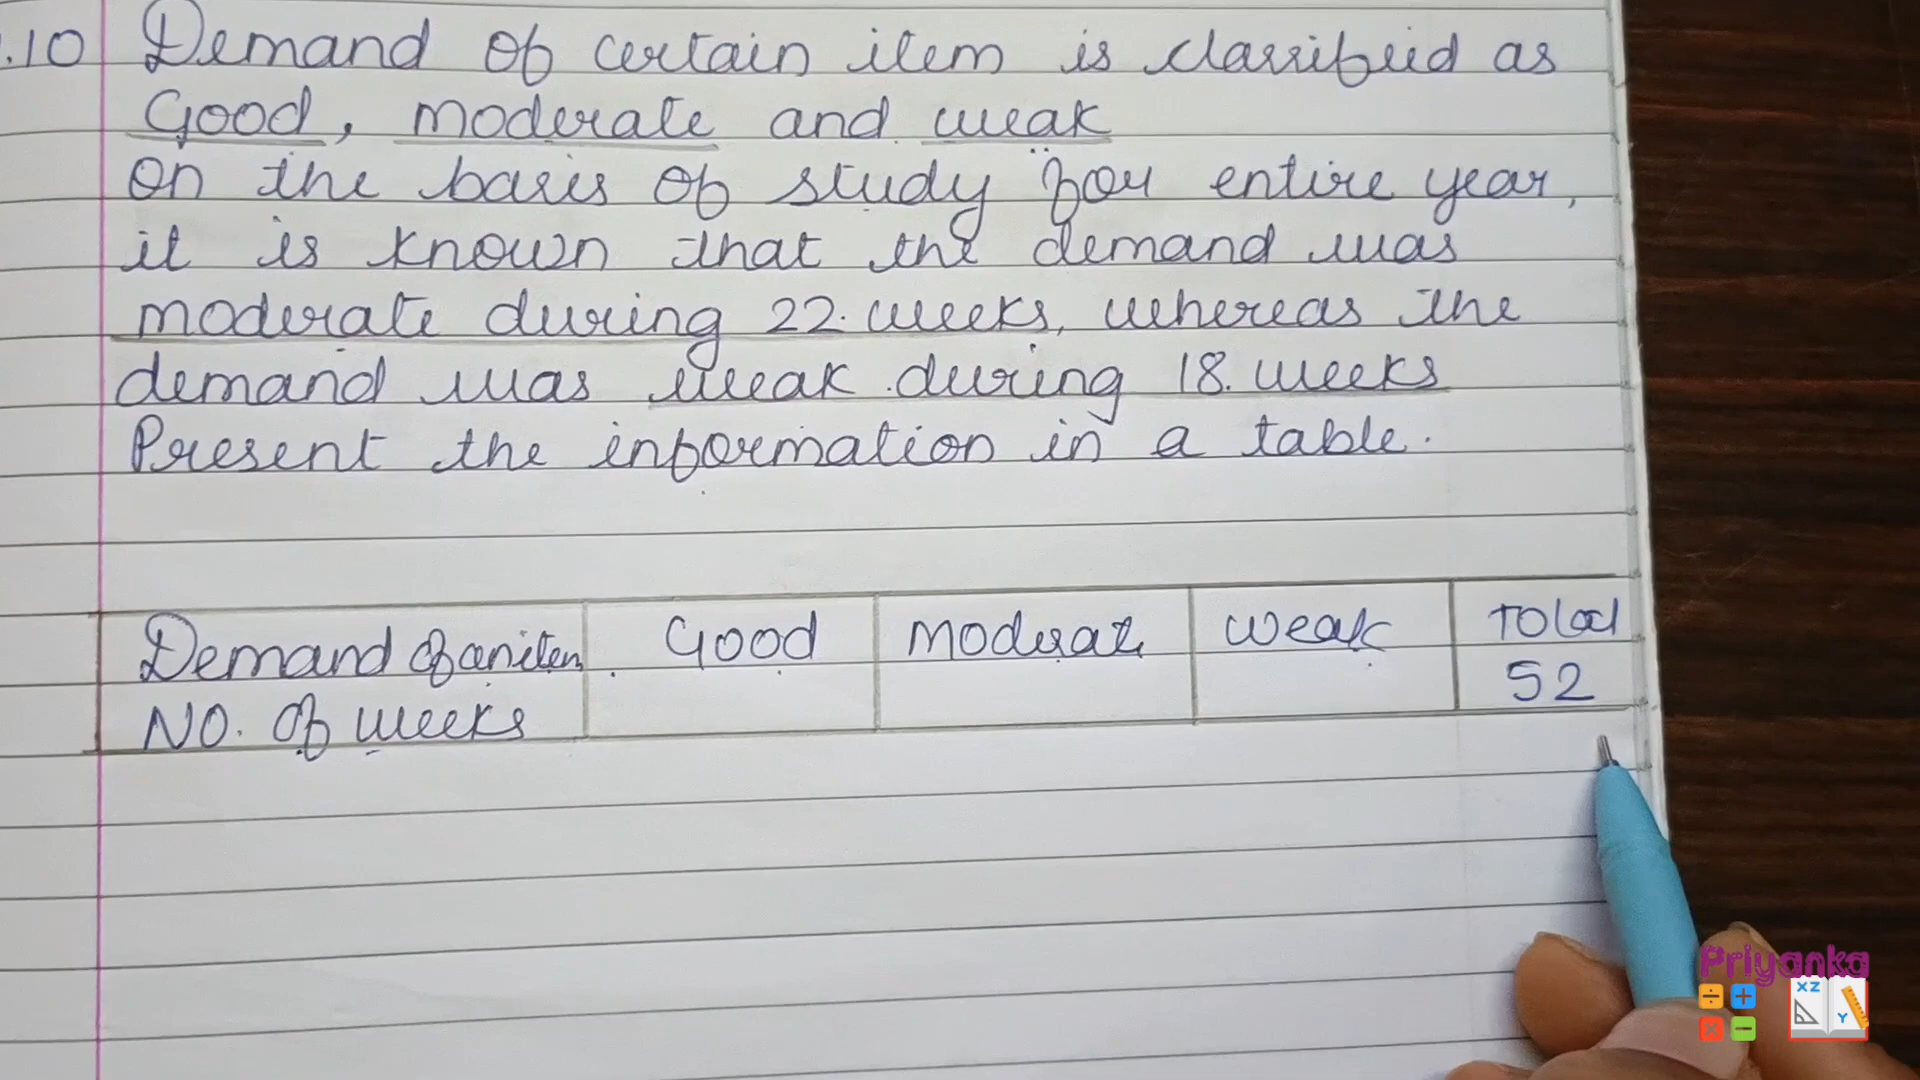 .10 Demand of certain item is classified as
Good, moderate and weak
on the basis of study for entire year,
it is known that the demand was
moderate during 22 weeks, whereas the
demand was weak during 18 weeks
Present the information in a table.
Demand of an item Good Moderate Weak Total
NO. of weeks 52
Priyanka
XZ
Y